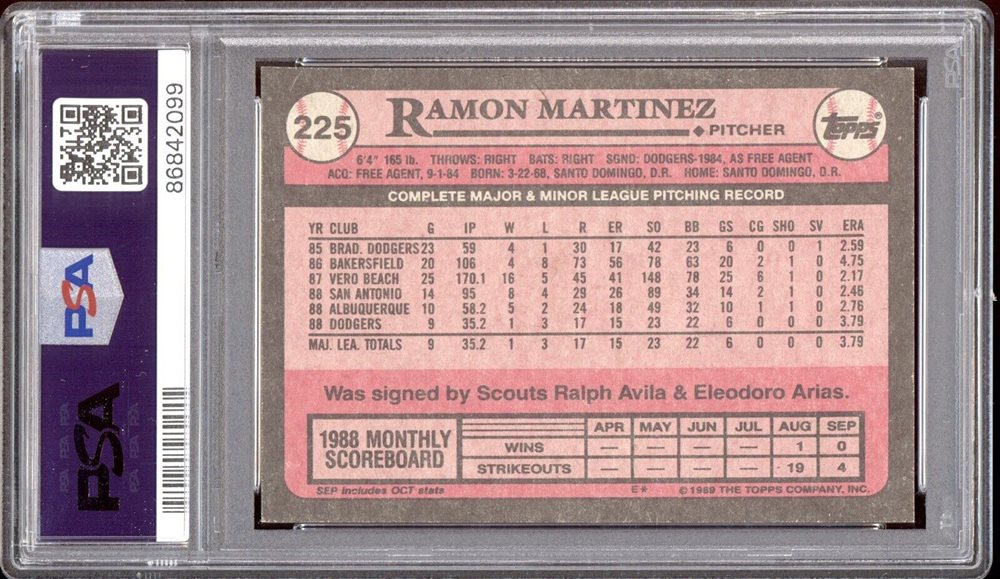 PSA
86842099
PSA
225
RAMON MARTINEZ
◆PITCHER
TOPPS®
6'4" 165 lb. THROWS: RIGHT BATS: RIGHT SGND: DODGERS-1984, AS FREE AGENT
ACQ: FREE AGENT, 9-1-84 BORN: 3-22-68, SANTO DOMINGO, D.R. HOME: SANTO DOMINGO, D.R.
COMPLETE MAJOR & MINOR LEAGUE PITCHING RECORD
YR CLUB G IP W L R ER SO BB GS CG SHO SV ERA
85 BRAD. DODGERS 23 59 4 1 30 17 42 23 6 0 0 1 2.59
86 BAKERSFIELD 20 106 4 8 73 56 78 63 20 2 1 0 4.75
87 VERO BEACH 25 170.1 16 5 45 41 148 78 25 6 1 0 2.17
88 SAN ANTONIO 14 95 8 4 29 26 89 34 14 2 1 0 2.46
88 ALBUQUERQUE 10 58.2 5 2 24 18 49 32 10 1 1 0 2.76
88 DODGERS 9 35.2 1 3 17 15 23 22 6 0 0 0 3.79
MAJ. LEA. TOTALS 9 35.2 1 3 17 15 23 22 6 0 0 0 3.79
Was signed by Scouts Ralph Avila & Eleodoro Arias.
1988 MONTHLY
SCOREBOARD
APR MAY JUN JUL AUG SEP
WINS — — — — 1 0
STRIKEOUTS — — — — 19 4
SEP includes OCT stats
E* © 1989 THE TOPPS COMPANY, INC.